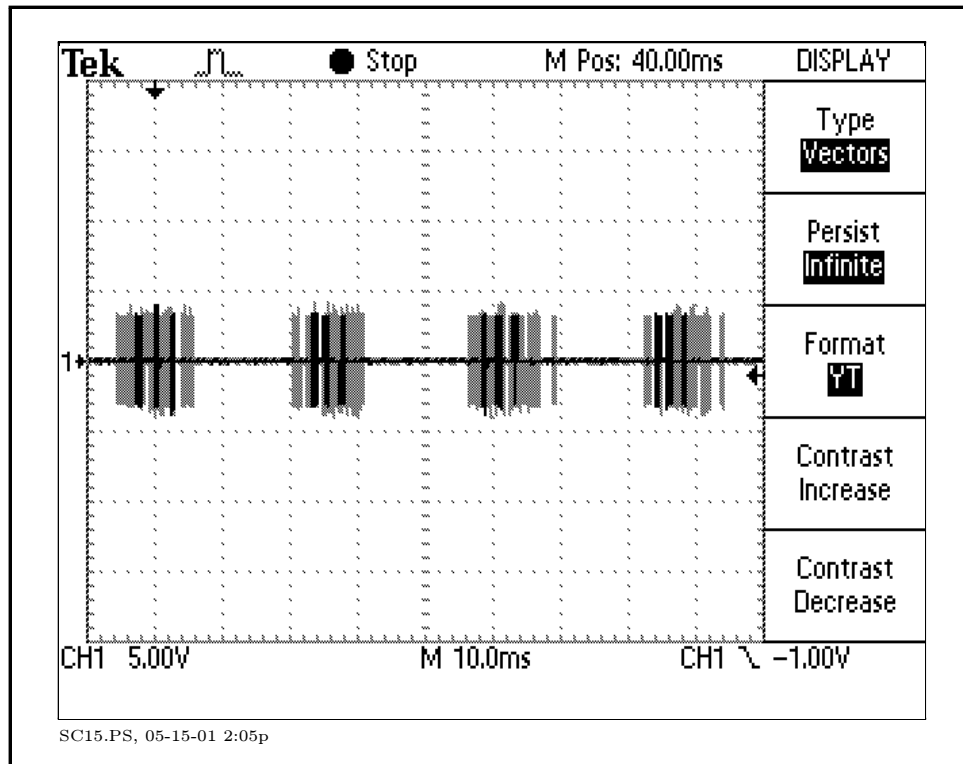 Tek Stop M Pos: 40.00ms DISPLAY
Type
Vectors
Persist
Infinite
Format
YT
1
Contrast
Increase
Contrast
Decrease
CH1 5.00V M 10.0ms CH1 -1.00V
SC15.PS, 05-15-01 2:05p